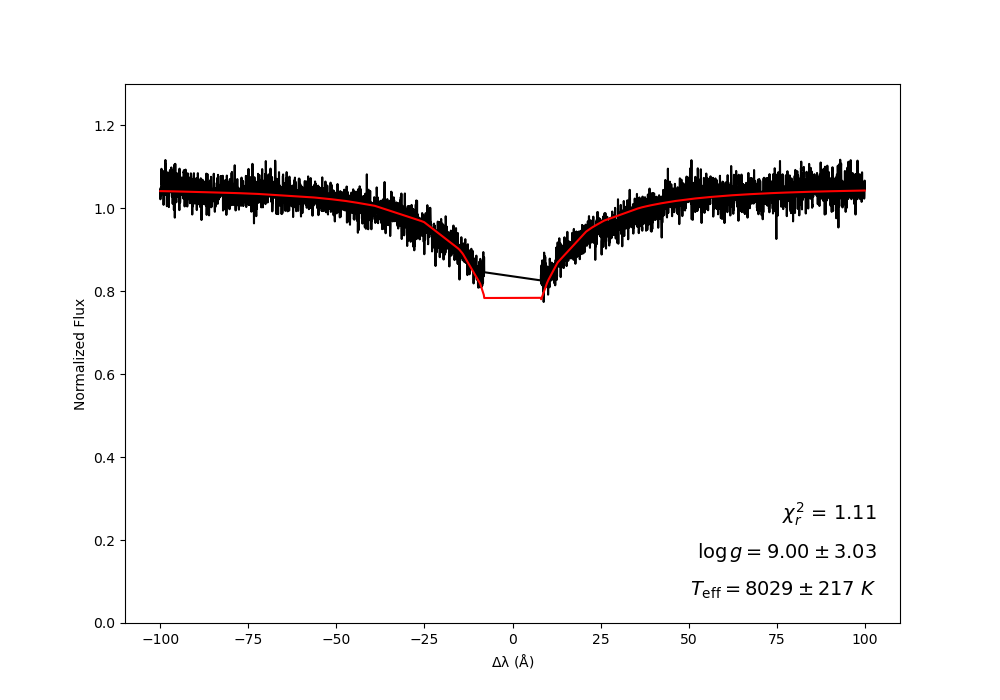 1.2
1.0
0.8
0.6
0.4
0.2
0.0
Normalized Flux
χ²ᵣ = 1.11
log g = 9.00 ± 3.03
T_eff = 8029 ± 217 K
−100 −75 −50 −25 0 25 50 75 100
Δλ (Å)